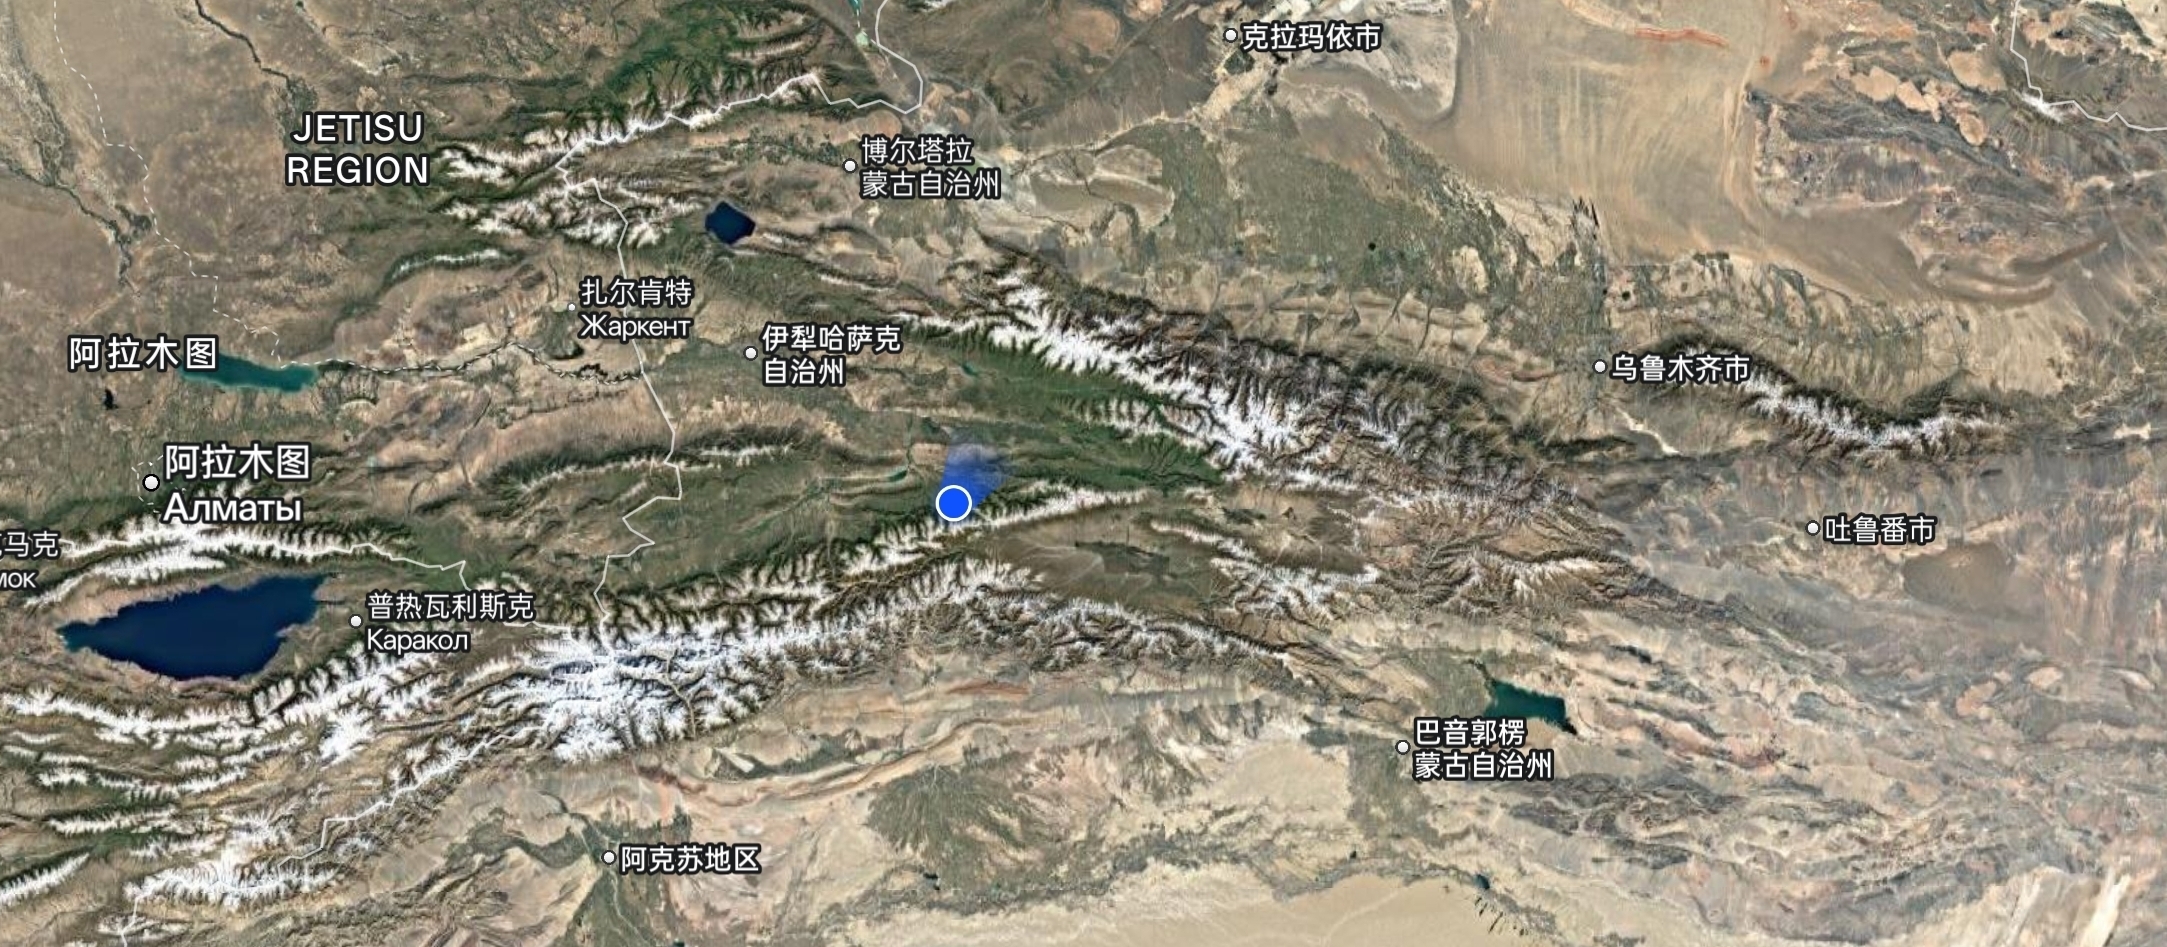 克拉玛依市
JETISU
REGION
博尔塔拉
蒙古自治州
扎尔肯特
Жаркент
伊犁哈萨克
自治州
阿拉木图
乌鲁木齐市
阿拉木图
Алматы
吐鲁番市
马克
мок
普热瓦利斯克
Каракол
巴音郭楞
蒙古自治州
阿克苏地区